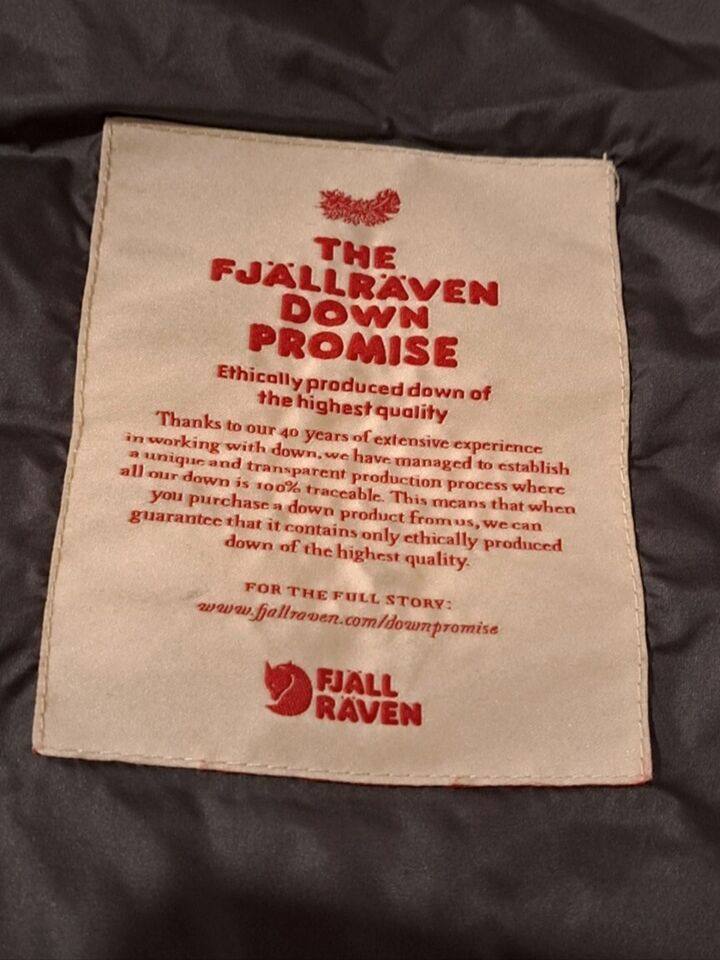 THE
FJÄLLRÄVEN
DOWN
PROMISE
Ethically produced down of
the highest quality
Thanks to our 40 years of extensive experience
in working with down, we have managed to establish
a unique and transparent production process where
all our down is 100% traceable. This means that when
you purchase a down product from us, we can
guarantee that it contains only ethically produced
down of the highest quality.
FOR THE FULL STORY:
www.fjallraven.com/downpromise
FJÄLL
RÄVEN